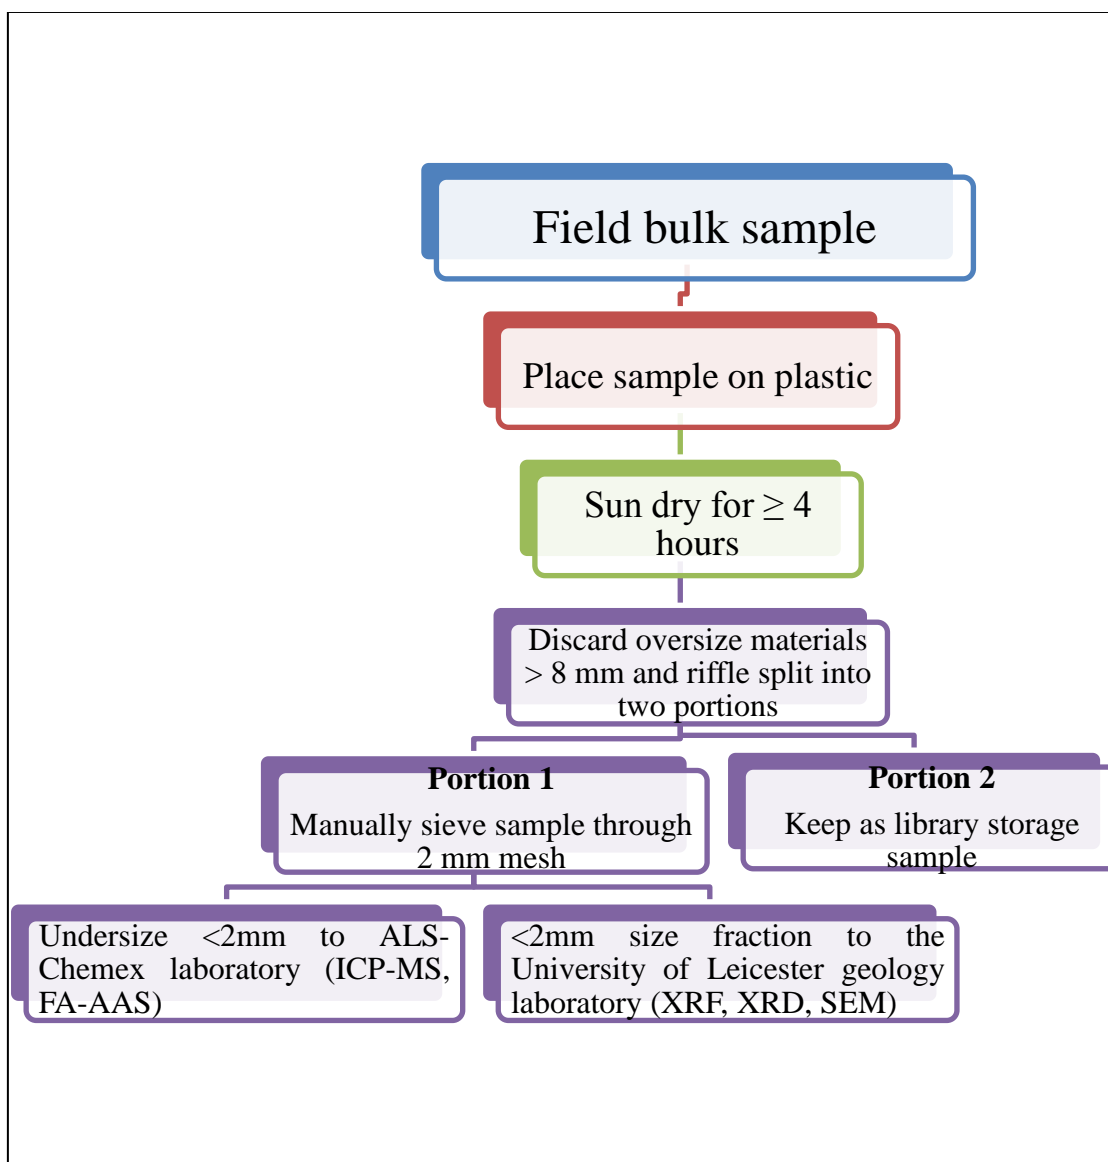 Field bulk sample
Place sample on plastic
Sun dry for ≥ 4
hours
Discard oversize materials
> 8 mm and riffle split into
two portions
Portion 1
Manually sieve sample through
2 mm mesh
Portion 2
Keep as library storage
sample
Undersize <2mm to ALS-
Chemex laboratory (ICP-MS,
FA-AAS)
<2mm size fraction to the
University of Leicester geology
laboratory (XRF, XRD, SEM)